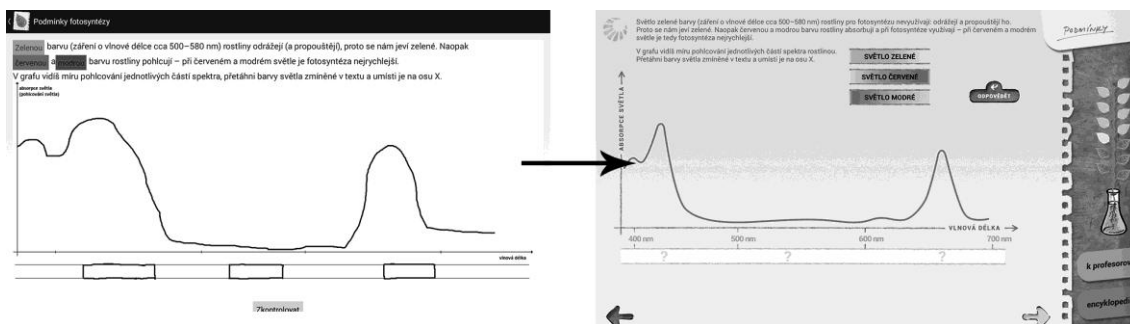 Podmínky fotosyntézy
Zelenou barvu (záření o vlnové délce cca 500–580 nm) rostliny odrážejí (a propouštějí), proto se nám jeví zelené. Naopak
červenou a modrou barvu rostliny pohlcují – při červeném a modrém světle je fotosyntéza nejrychlejší.
V grafu vidíš míru pohlcování jednotlivých částí spektra, přetáhni barvy světla zmíněné v textu a umísti je na osu X.
absorpce světla
(pohlcování světla)
vlnová délka
Zkontrolovat
Světlo zelené barvy (záření o vlnové délce cca 500–580 nm) rostliny pro fotosyntézu nevyužívají: odrážejí a propouštějí ho.
Proto se nám jeví zelené. Naopak červenou a modrou barvu rostliny absorbují a při fotosyntéze využívají – při červeném a modrém
světle je tedy fotosyntéza nejrychlejší.
V grafu vidíš míru pohlcování jednotlivých části spektra rostlinou.
Přetáhni barvy světla zmíněné v textu a umísti je na osu X.
SVĚTLO ZELENÉ
SVĚTLO ČERVENÉ
SVĚTLO MODRÉ
ODPOVĚDĚT
PODMÍNKY
ABSORPCE SVĚTLA
VLNOVÁ DÉLKA
400 nm
500 nm
600 nm
700 nm
?
?
?
k profesorov
encykloped